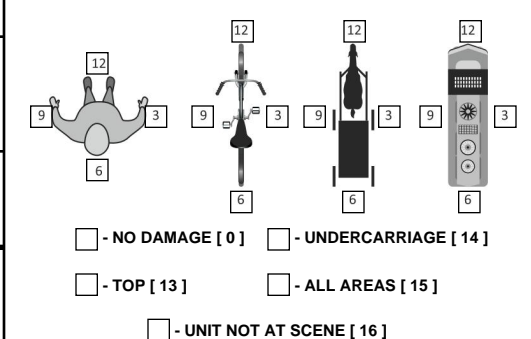 12 12 12
12
9 3 9 3 9 3 9 3
6
6 6 6
- NO DAMAGE [ 0 ] - UNDERCARRIAGE [ 14 ]
- TOP [ 13 ] - ALL AREAS [ 15 ]
- UNIT NOT AT SCENE [ 16 ]